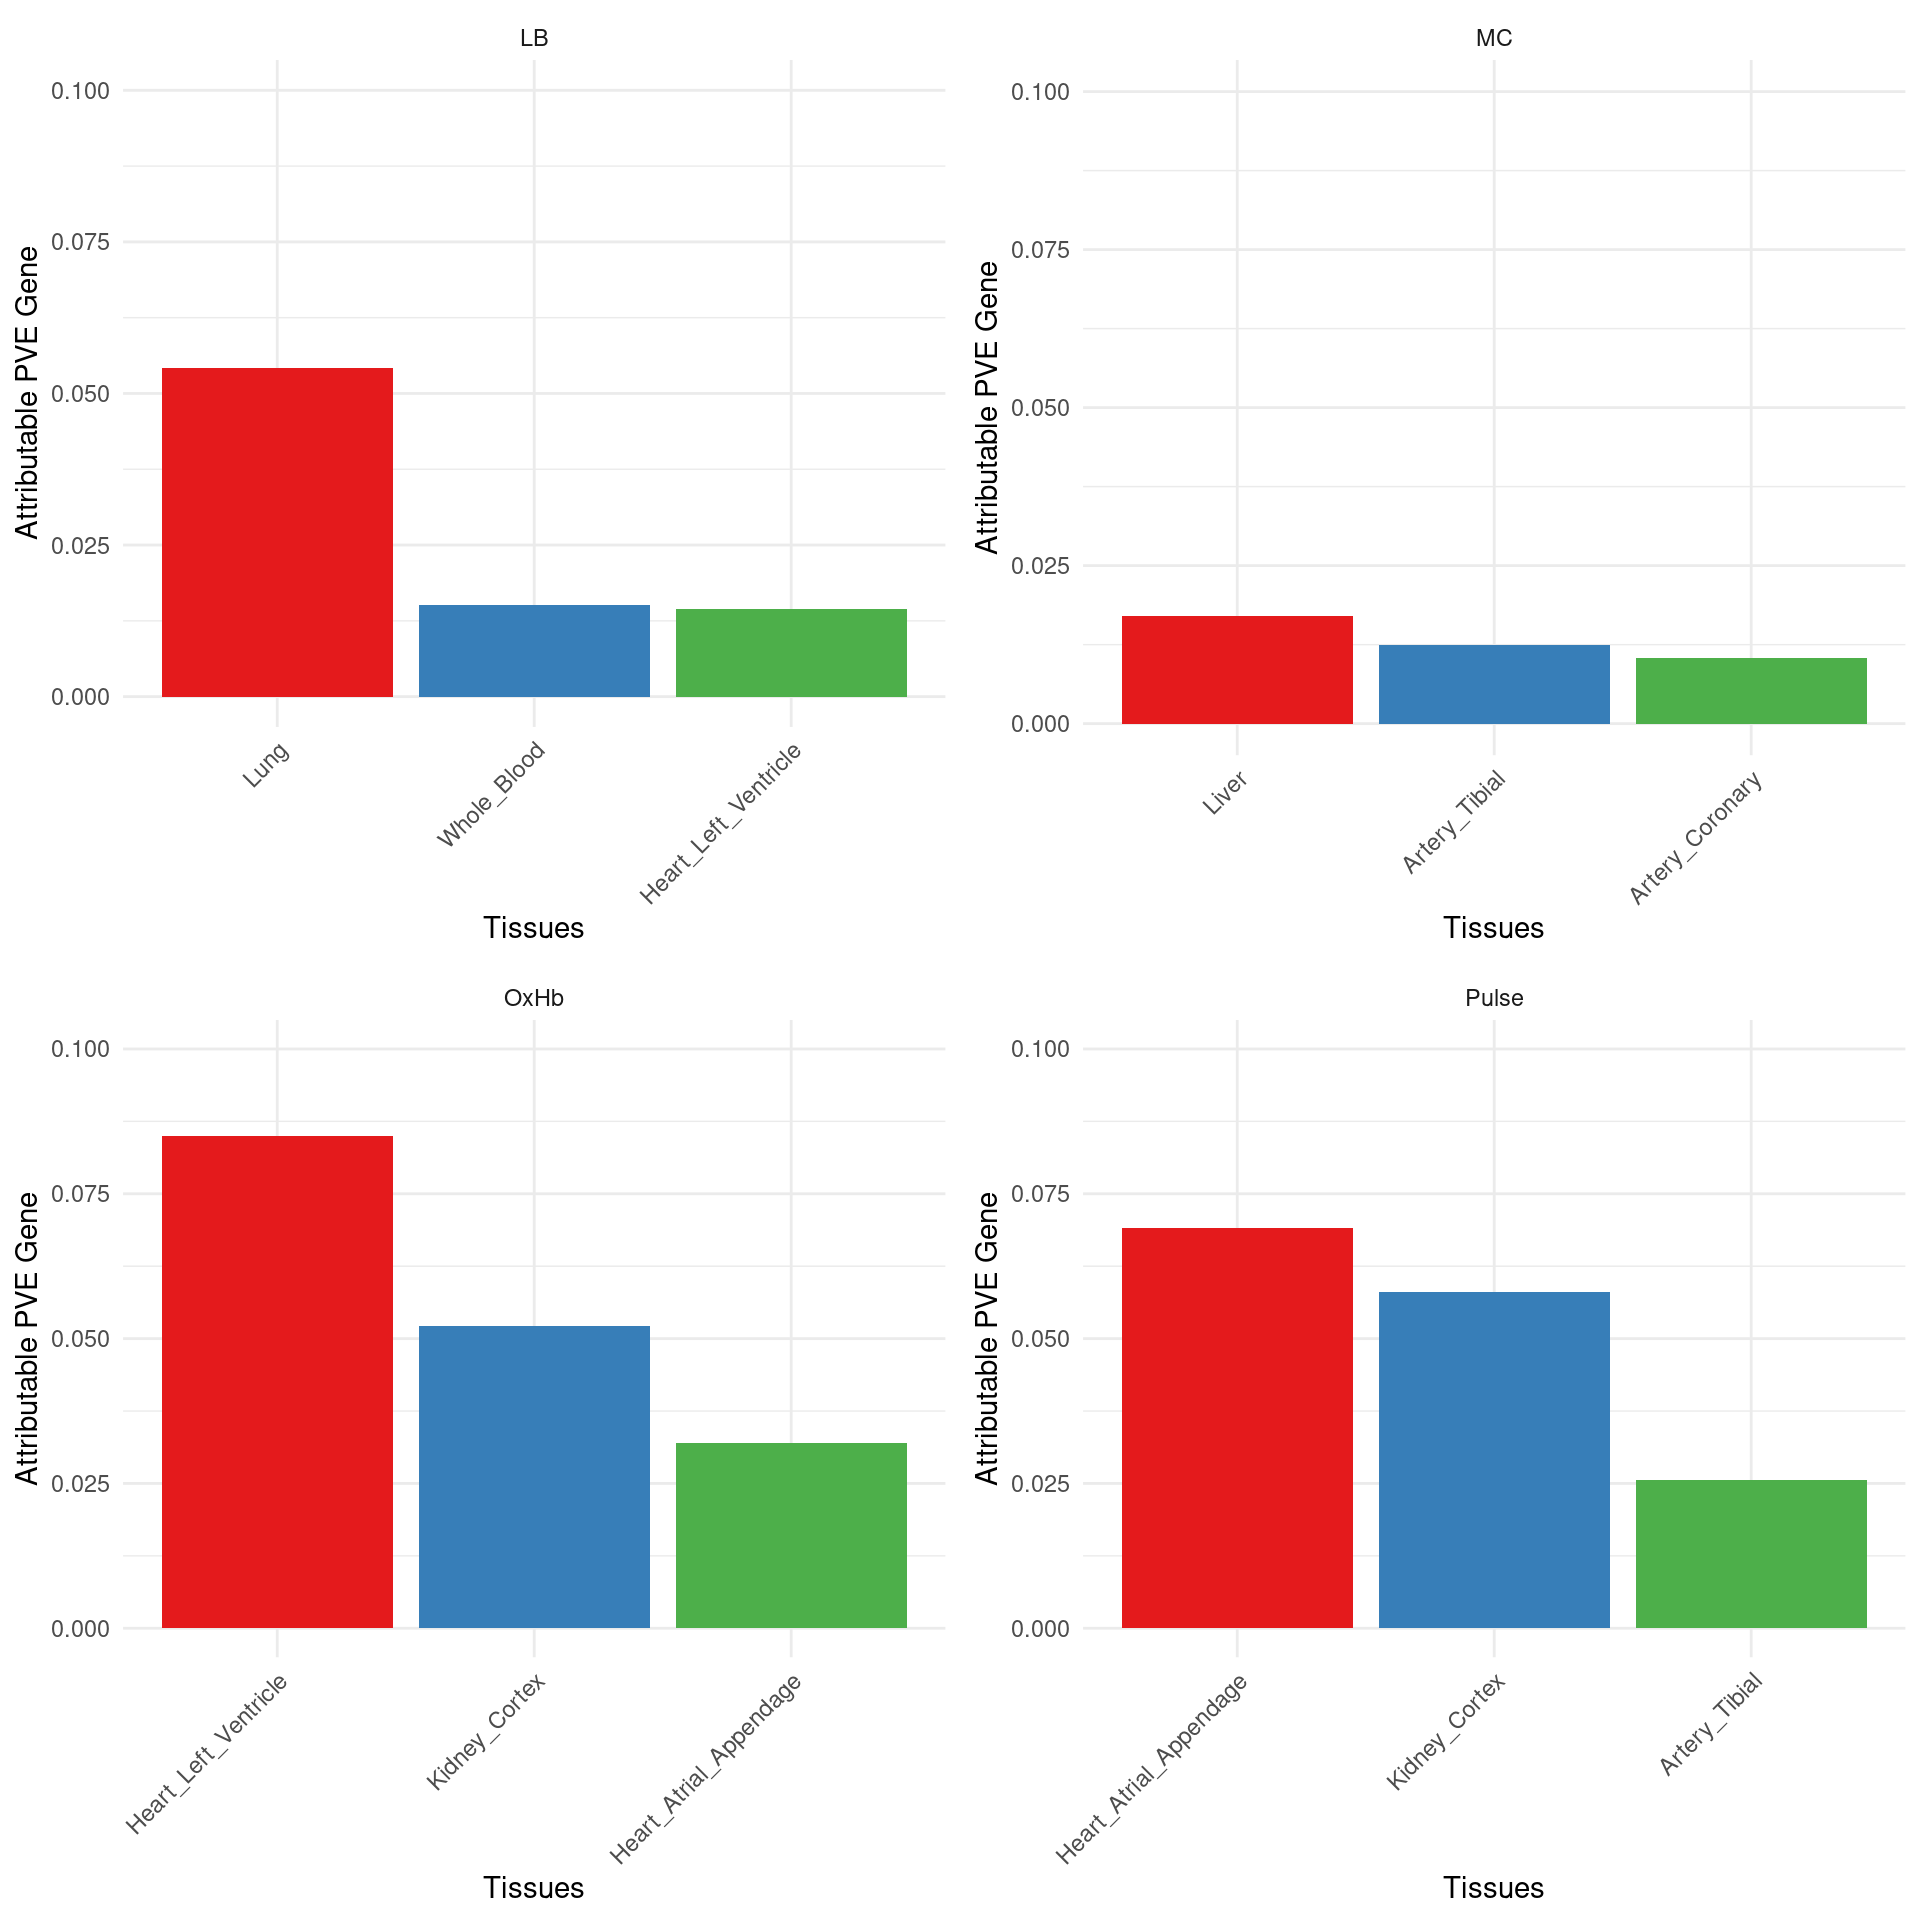 LB
Attributable PVE Gene
0.100
0.075
0.050
0.025
0.000
Lung
Whole_Blood
Heart_Left_Ventricle
Tissues
MC
Attributable PVE Gene
0.100
0.075
0.050
0.025
0.000
Liver
Artery_Tibial
Artery_Coronary
Tissues
OxHb
Attributable PVE Gene
0.100
0.075
0.050
0.025
0.000
Heart_Left_Ventricle
Kidney_Cortex
Heart_Atrial_Appendage
Tissues
Pulse
Attributable PVE Gene
0.100
0.075
0.050
0.025
0.000
Heart_Atrial_Appendage
Kidney_Cortex
Artery_Tibial
Tissues